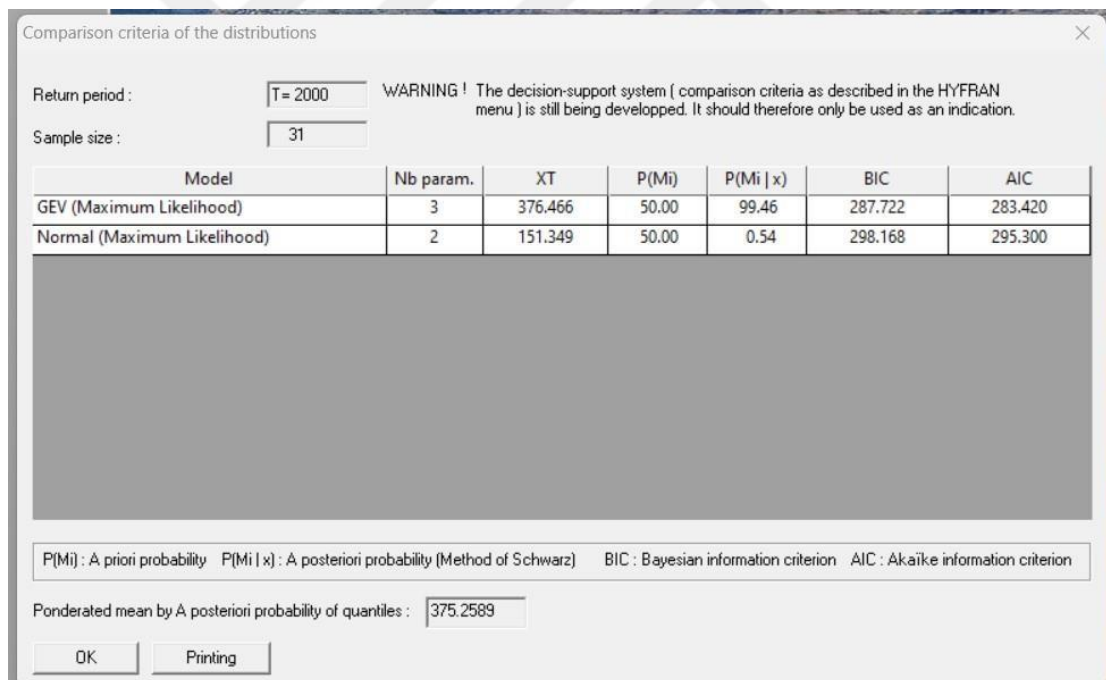 Comparison criteria of the distributions
Return period : T= 2000
WARNING ! The decision-support system ( comparison criteria as described in the HYFRAN
menu ) is still being developped. It should therefore only be used as an indication.
Sample size : 31
Model Nb param. XT P(Mi) P(Mi | x) BIC AIC
GEV (Maximum Likelihood) 3 376.466 50.00 99.46 287.722 283.420
Normal (Maximum Likelihood) 2 151.349 50.00 0.54 298.168 295.300
P(Mi) : A priori probability P(Mi | x) : A posteriori probability (Method of Schwarz) BIC : Bayesian information criterion AIC : Akaïke information criterion
Ponderated mean by A posteriori probability of quantiles : 375.2589
OK Printing